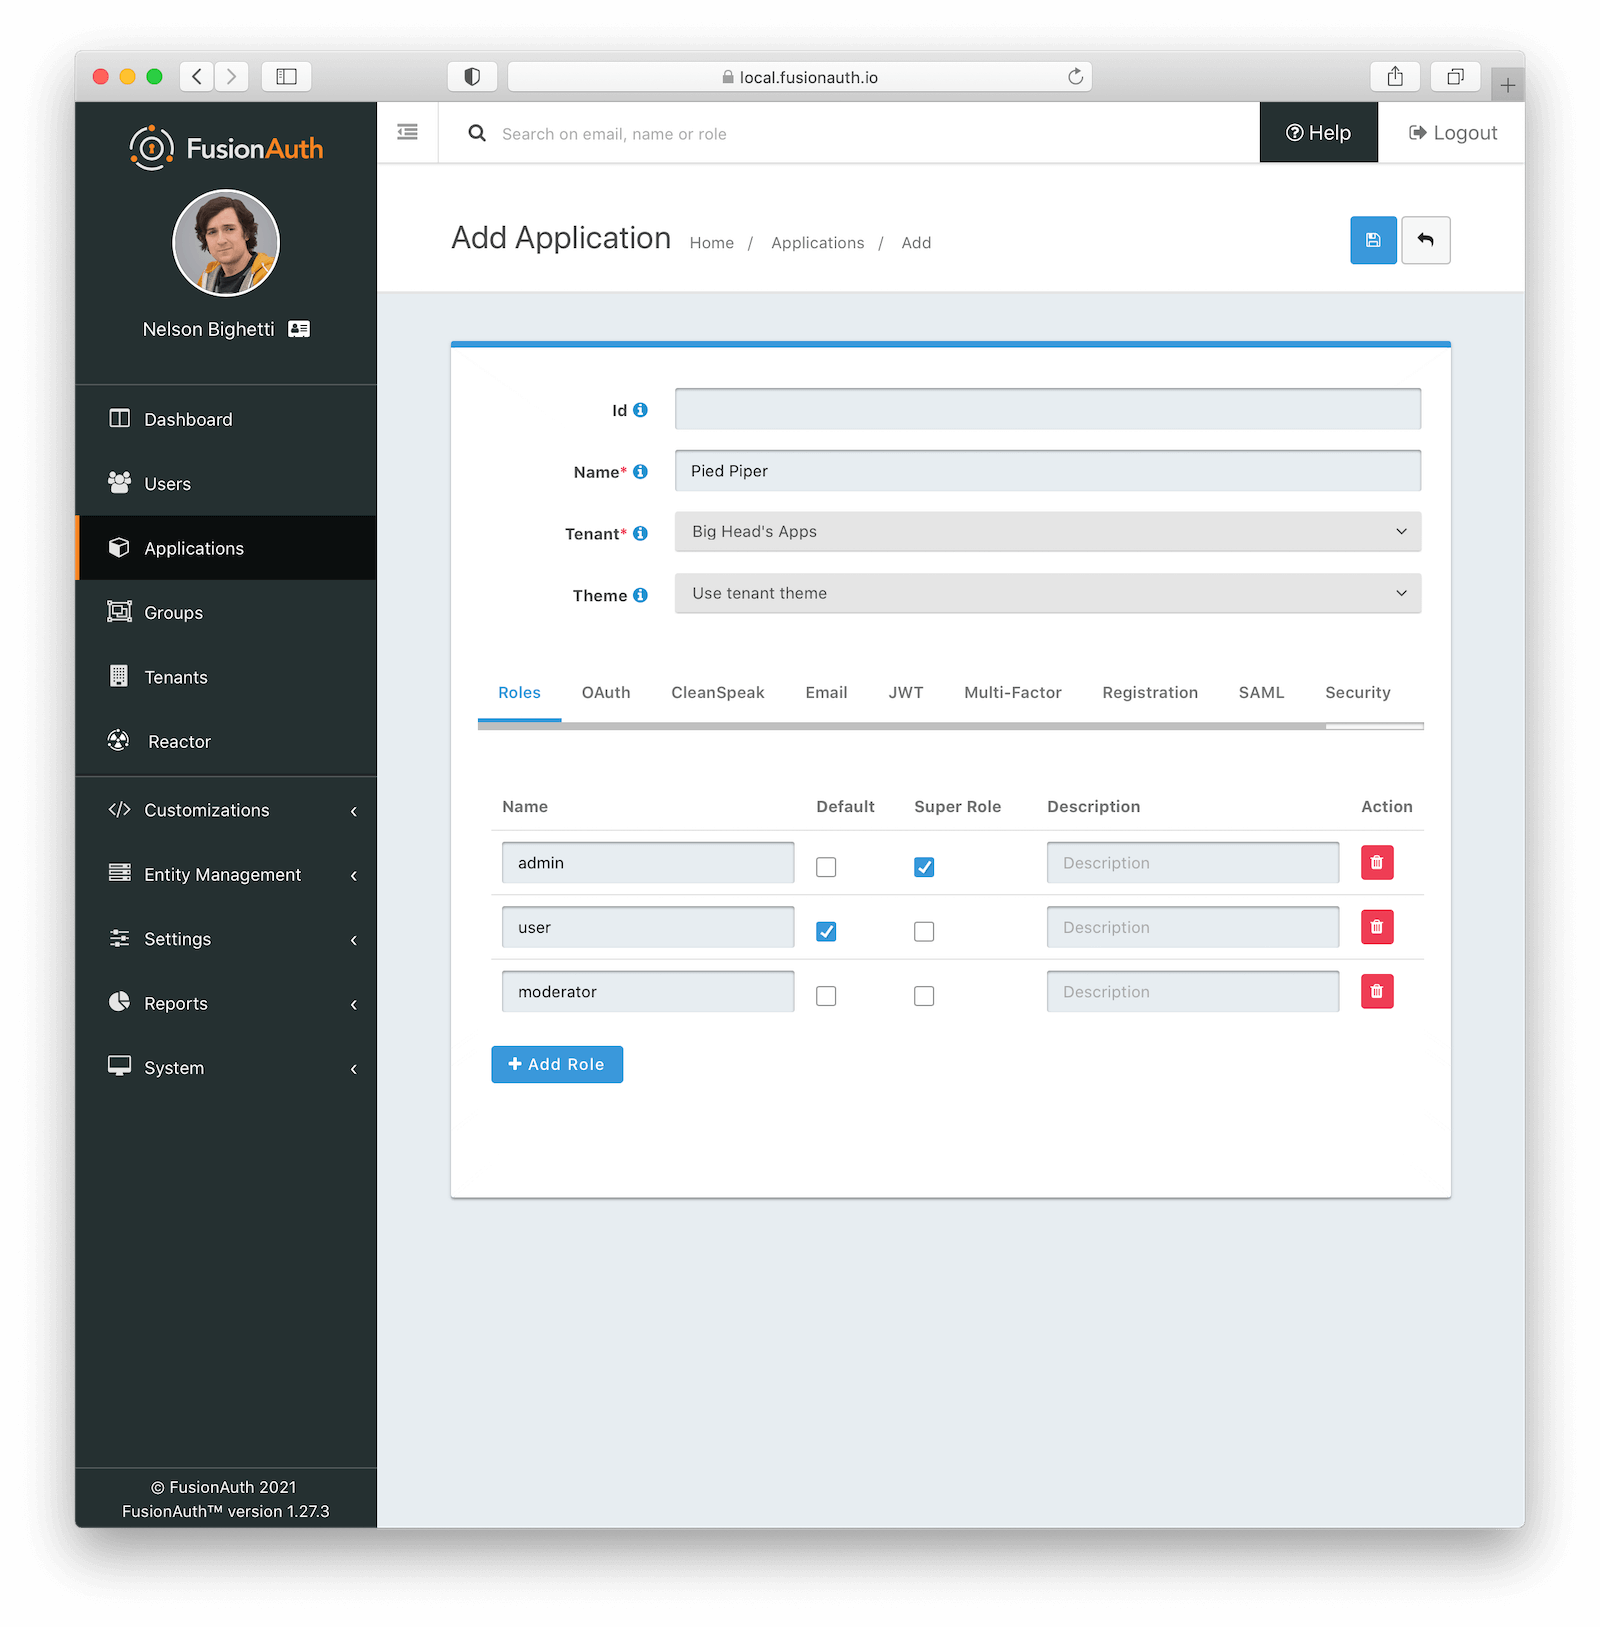 local.fusionauth.io
FusionAuth
Nelson Bighetti
Dashboard
Users
Applications
Groups
Tenants
Reactor
Customizations
Entity Management
Settings
Reports
System
© FusionAuth 2021
FusionAuth™ version 1.27.3
Search on email, name or role
Help
Logout
Add Application Home / Applications / Add
Id
Name* Pied Piper
Tenant* Big Head's Apps
Theme Use tenant theme
Roles OAuth CleanSpeak Email JWT Multi-Factor Registration SAML Security
Name Default Super Role Description Action
admin Description
user Description
moderator Description
+ Add Role